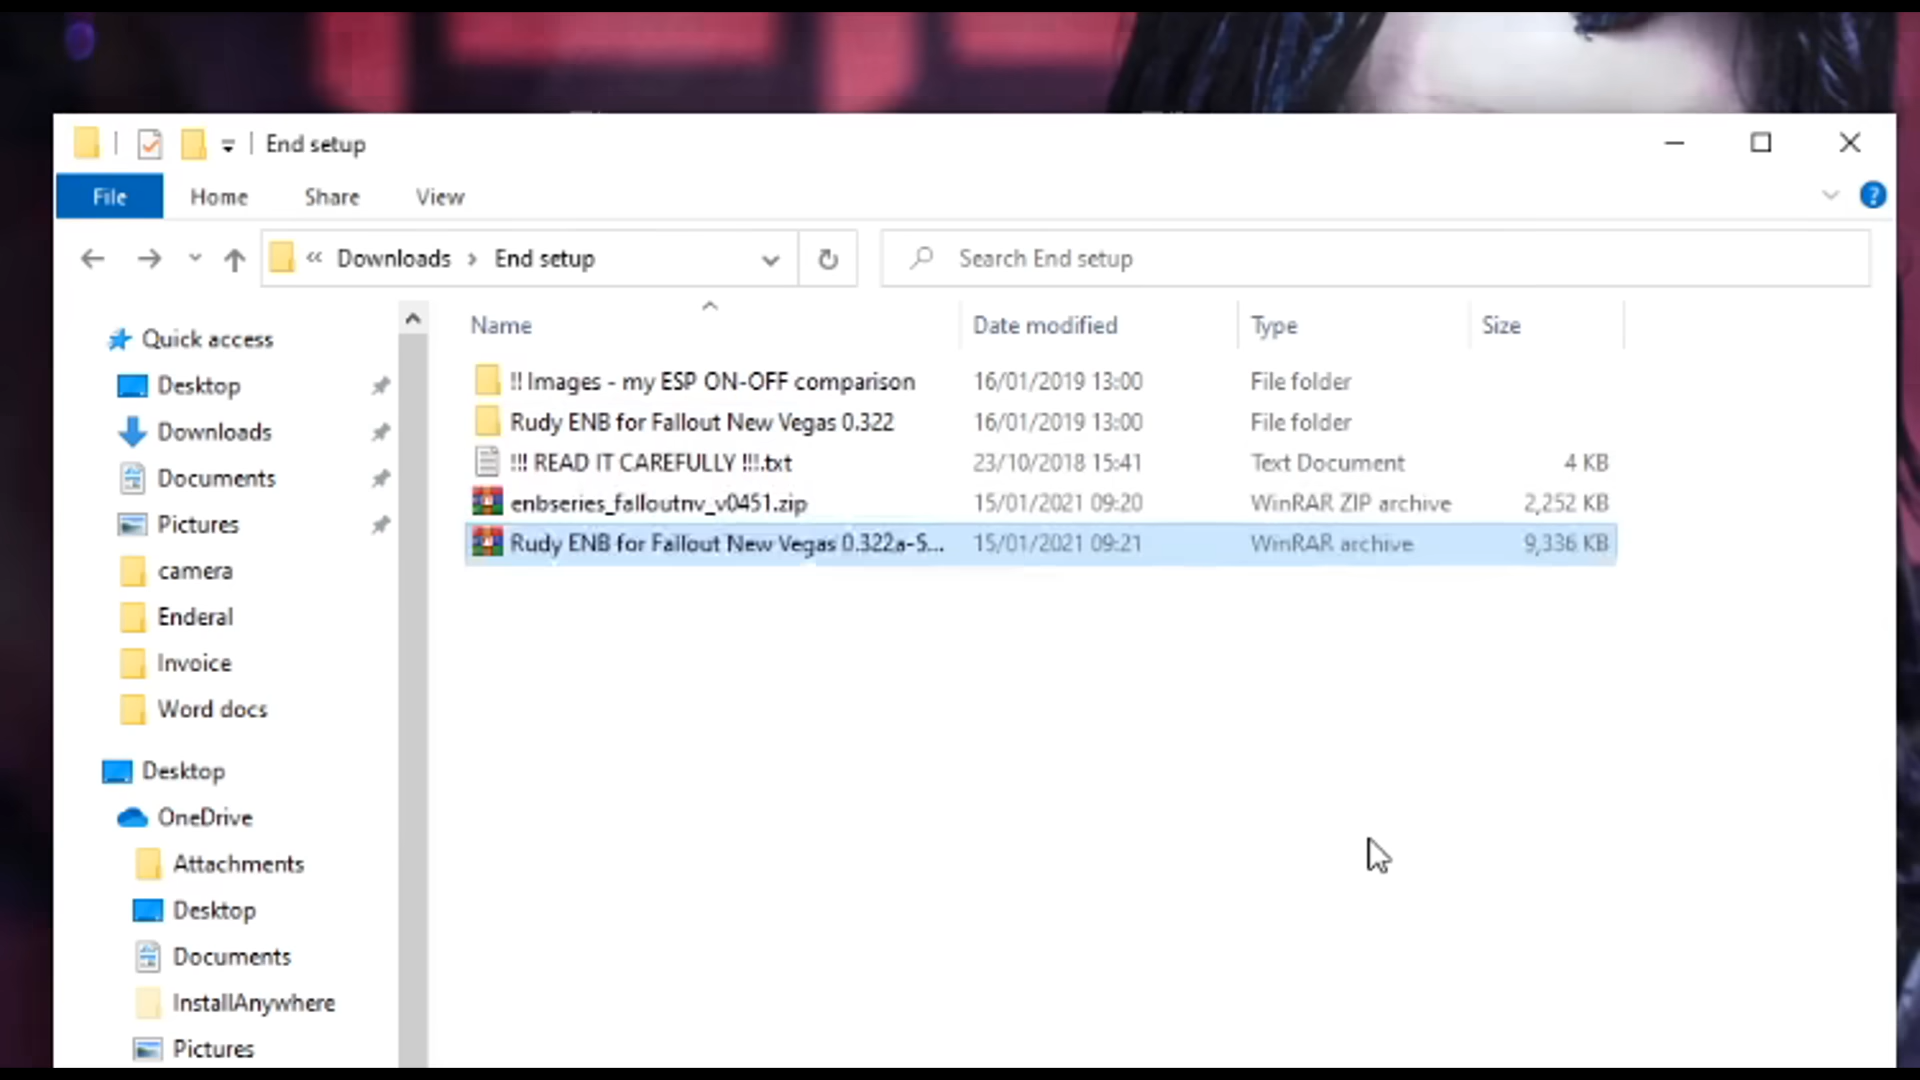 End setup
File Home Share View
« Downloads › End setup
Search End setup
Name Date modified Type Size
!! Images - my ESP ON-OFF comparison 16/01/2019 13:00 File folder
Rudy ENB for Fallout New Vegas 0.322 16/01/2019 13:00 File folder
!!! READ IT CAREFULLY !!!.txt 23/10/2018 15:41 Text Document 4 KB
enbseries_falloutnv_v0451.zip 15/01/2021 09:20 WinRAR ZIP archive 2,252 KB
Rudy ENB for Fallout New Vegas 0.322a-S... 15/01/2021 09:21 WinRAR archive 9,336 KB
Quick access
Desktop
Downloads
Documents
Pictures
camera
Enderal
Invoice
Word docs
Desktop
OneDrive
Attachments
Desktop
Documents
InstallAnywhere
Pictures